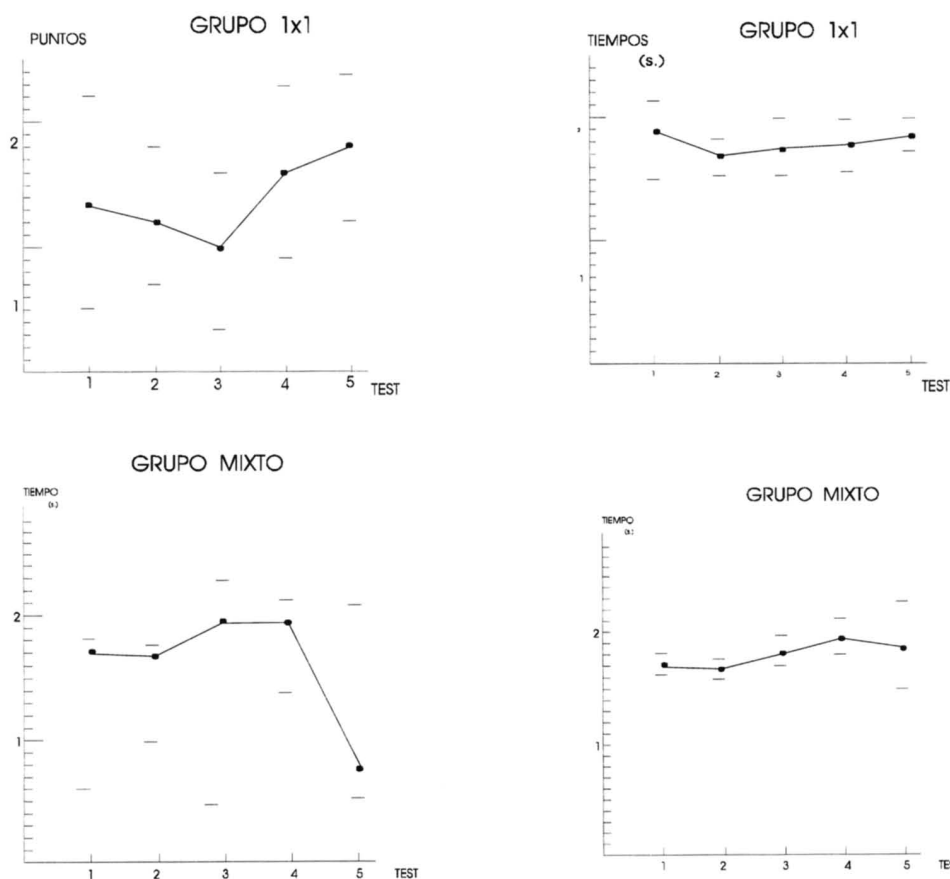 GRUPO 1x1
PUNTOS
2
1
1 2 3 4 5 TEST
GRUPO 1x1
TIEMPOS
(s.)
1
1 2 3 4 5 TEST
GRUPO MIXTO
TIEMPO
(s.)
2
1
1 2 3 4 5 TEST
GRUPO MIXTO
TIEMPO
(s.)
2
1
1 2 3 4 5 TES